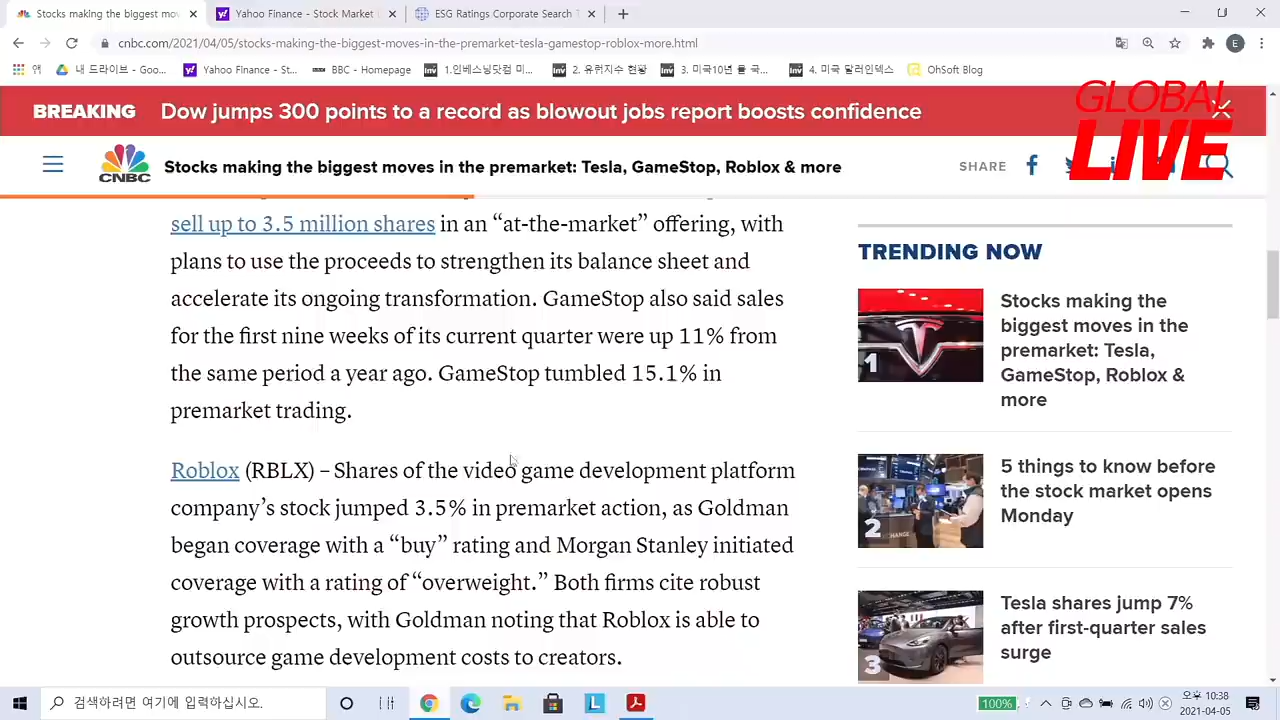 Stocks making the biggest mov
Yahoo Finance - Stock Market L
ESG Ratings Corporate Search T
cnbc.com/2021/04/05/stocks-making-the-biggest-moves-in-the-premarket-tesla-gamestop-roblox-more.html
E
앱
내 드라이브 - Goo...
Yahoo Finance - St...
BBC - Homepage
1.인베스닝닷컴 미...
2. 유럽지수 현황
3. 미국10년 률 국...
4. 미국 달러인덱스
OhSoft Blog
BREAKING
Dow jumps 300 points to a record as blowout jobs report boosts confidence
GLOBAL
LIVE
CNBC
Stocks making the biggest moves in the premarket: Tesla, GameStop, Roblox & more
SHARE
sell up to 3.5 million shares in an “at-the-market” offering, with
plans to use the proceeds to strengthen its balance sheet and
accelerate its ongoing transformation. GameStop also said sales
for the first nine weeks of its current quarter were up 11% from
the same period a year ago. GameStop tumbled 15.1% in
premarket trading.
Roblox (RBLX) – Shares of the video game development platform
company’s stock jumped 3.5% in premarket action, as Goldman
began coverage with a “buy” rating and Morgan Stanley initiated
coverage with a rating of “overweight.” Both firms cite robust
growth prospects, with Goldman noting that Roblox is able to
outsource game development costs to creators.
TRENDING NOW
1
Stocks making the
biggest moves in the
premarket: Tesla,
GameStop, Roblox &
more
2
5 things to know before
the stock market opens
Monday
3
Tesla shares jump 7%
after first-quarter sales
surge
검색하려면 여기에 입력하십시오.
100%
오후 10:38
2021-04-05